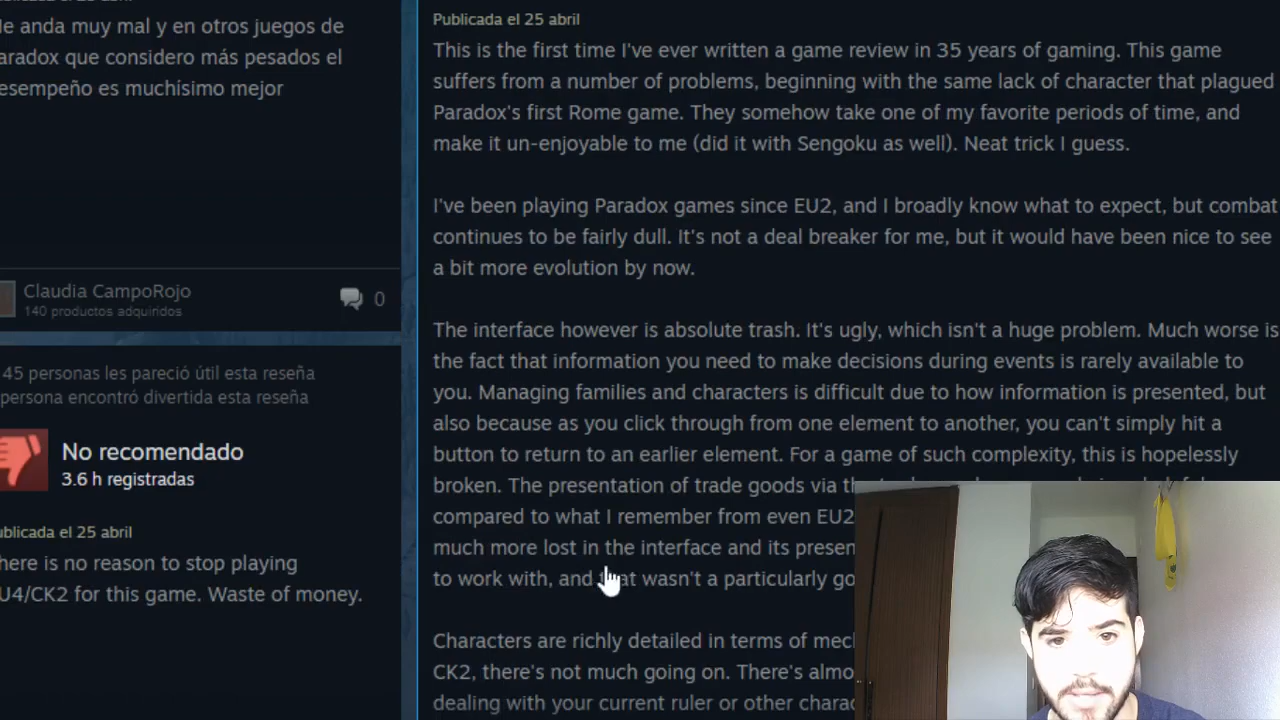 e anda muy mal y en otros juegos de
aradox que considero más pesados el
esempeño es muchísimo mejor
Claudia CampoRojo
140 productos adquiridos
0
45 personas les pareció útil esta reseña
persona encontró divertida esta reseña
No recomendado
3.6 h registradas
ublicada el 25 abril
here is no reason to stop playing
U4/CK2 for this game. Waste of money.
Publicada el 25 abril
This is the first time I've ever written a game review in 35 years of gaming. This game
suffers from a number of problems, beginning with the same lack of character that plagued
Paradox's first Rome game. They somehow take one of my favorite periods of time, and
make it un-enjoyable to me (did it with Sengoku as well). Neat trick I guess.
I've been playing Paradox games since EU2, and I broadly know what to expect, but combat
continues to be fairly dull. It's not a deal breaker for me, but it would have been nice to see
a bit more evolution by now.
The interface however is absolute trash. It's ugly, which isn't a huge problem. Much worse is
the fact that information you need to make decisions during events is rarely available to
you. Managing families and characters is difficult due to how information is presented, but
also because as you click through from one element to another, you can't simply hit a
button to return to an earlier element. For a game of such complexity, this is hopelessly
broken. The presentation of trade goods via
compared to what I remember from even EU2
much more lost in the interface and its presen
to work with, and that wasn't a particularly go
Characters are richly detailed in terms of mec
CK2, there's not much going on. There's almo
dealing with your current ruler or other charac